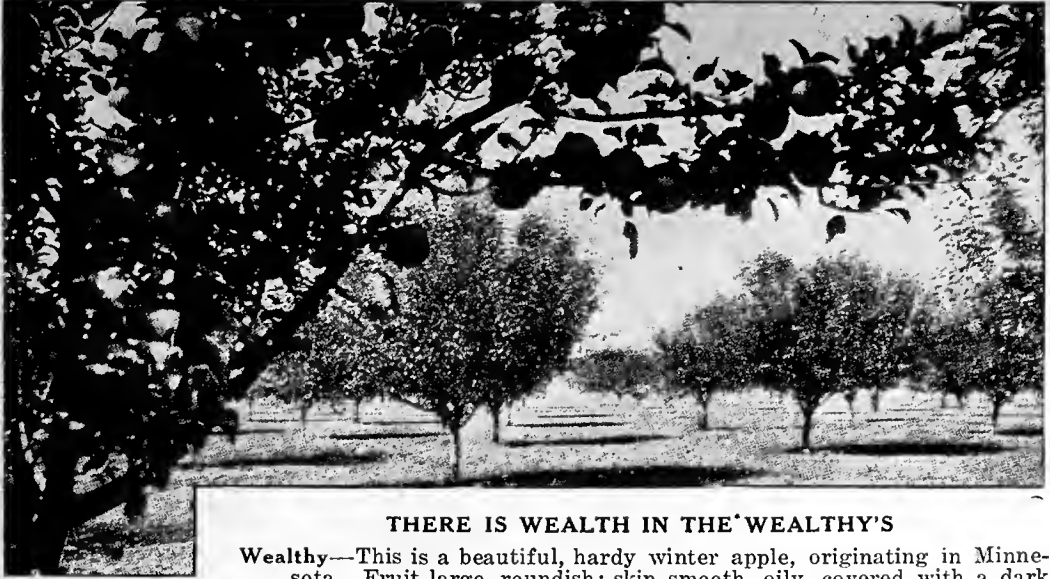 THERE IS WEALTH IN THE WEALTHY'S
Wealthy—This is a beautiful, hardy winter apple, originating in Minne-
sota. Fruit large, roundish; skin smooth, oily, covered with dark